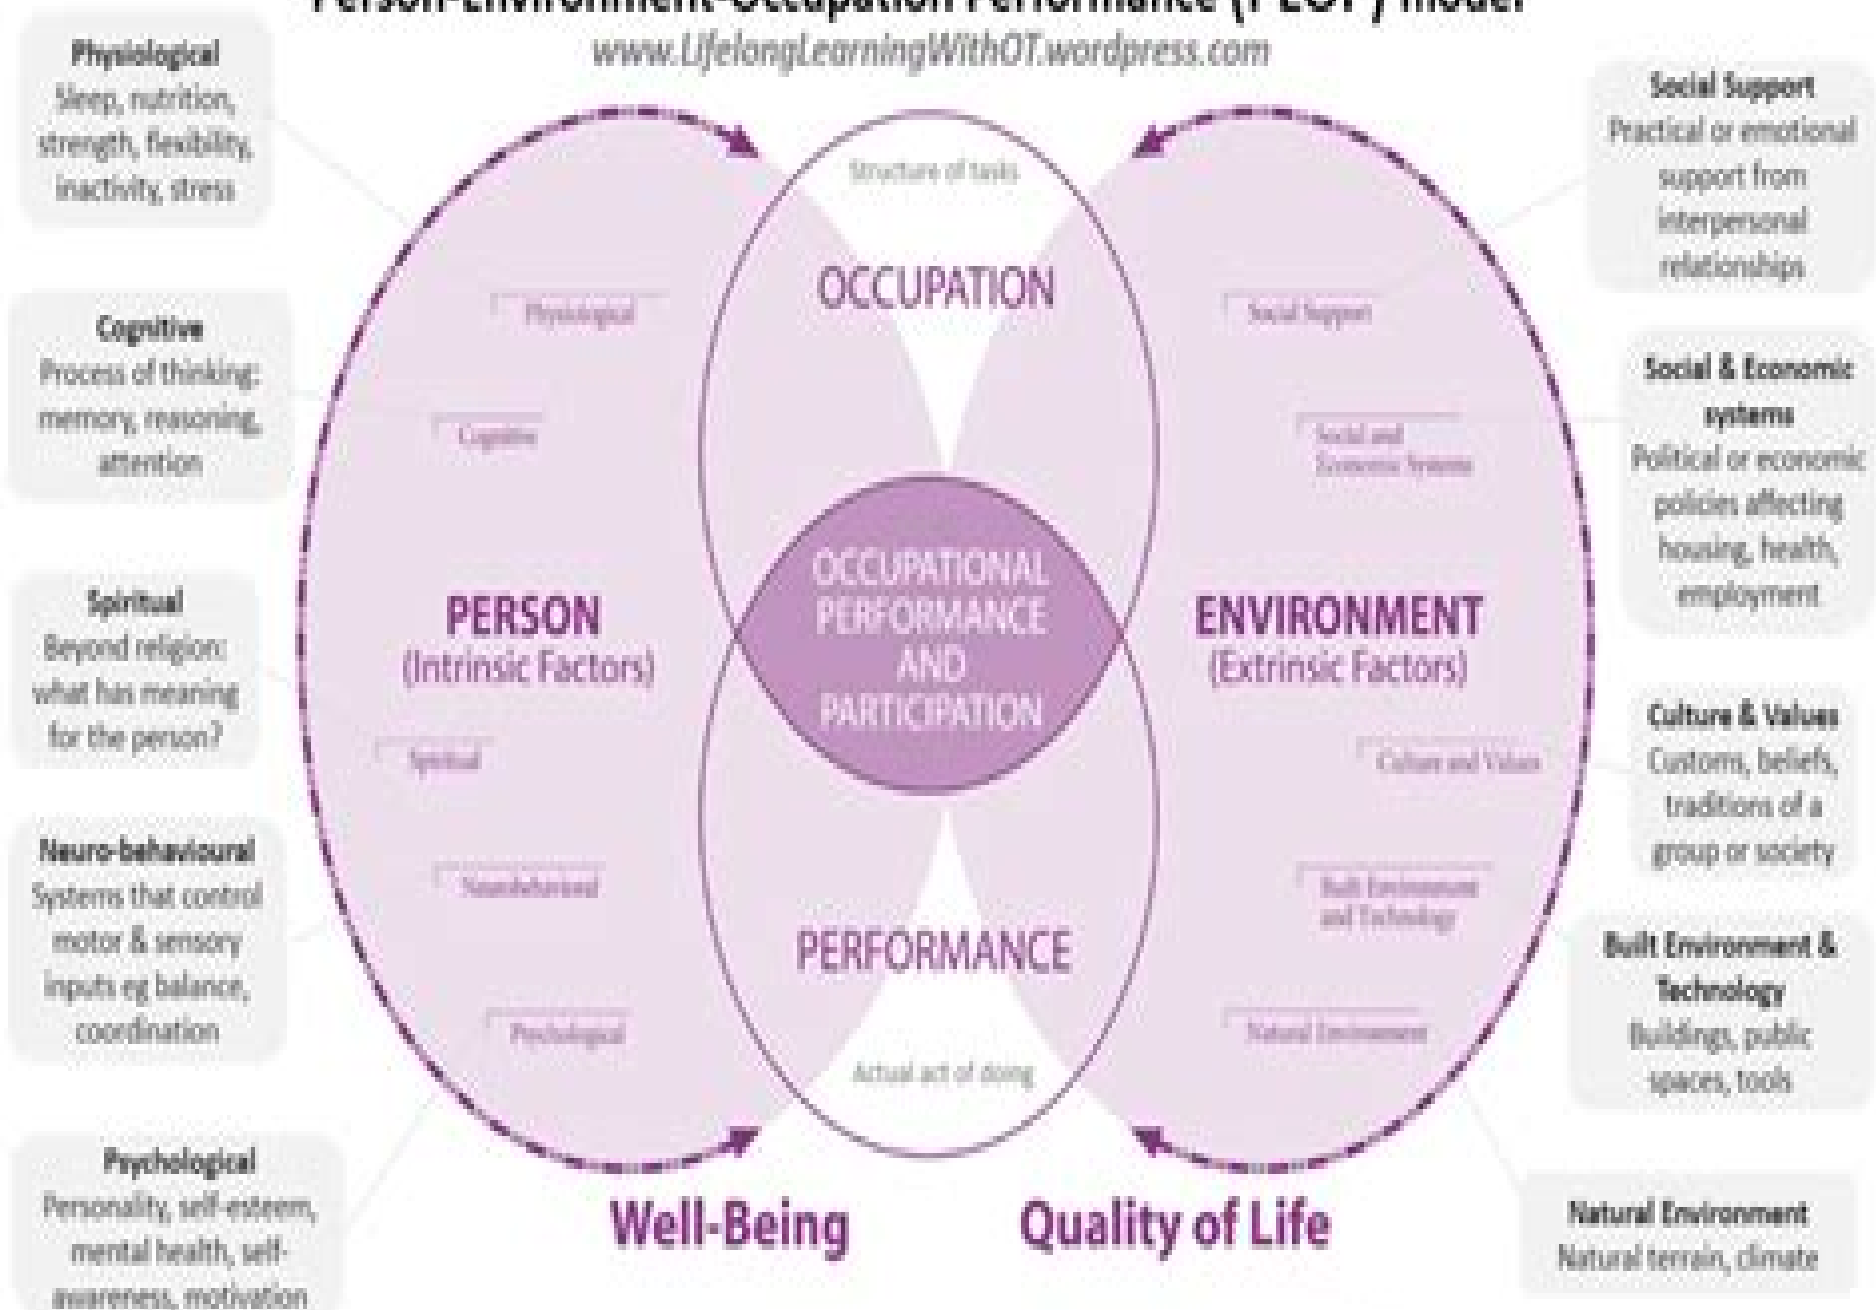 Person-Environment-Occupation Performance (PEOP) model
www.LifelongLearningWithOT.wordpress.com
Physiological
Sleep, nutrition,
strength, flexibility,
inactivity, stress
Cognitive
Process of thinking:
memory, reasoning,
attention
Spiritual
Beyond religion:
what has meaning
for the person?
Neuro-behavioural
Systems that control
motor & sensory
inputs eg balance,
coordination
Psychological
Personality, self-esteem,
mental health, self-
awareness, motivation
Physiological
Cognitive
PERSON
(Intrinsic Factors)
Spiritual
Neurobehavioral
Psychological
Structure of tasks
OCCUPATION
OCCUPATIONAL
PERFORMANCE
AND
PARTICIPATION
PERFORMANCE
Actual act of doing
Social Support
Social and
Economic Systems
ENVIRONMENT
(Extrinsic Factors)
Culture and Values
Built Environment
and Technology
Natural Environment
Well-Being
Quality of Life
Social Support
Practical or emotional
support from
interpersonal
relationships
Social & Economic
systems
Political or economic
policies affecting
housing, health,
employment
Culture & Values
Customs, beliefs,
traditions of a
group or society
Built Environment &
Technology
Buildings, public
spaces, tools
Natural Environment
Natural terrain, climate